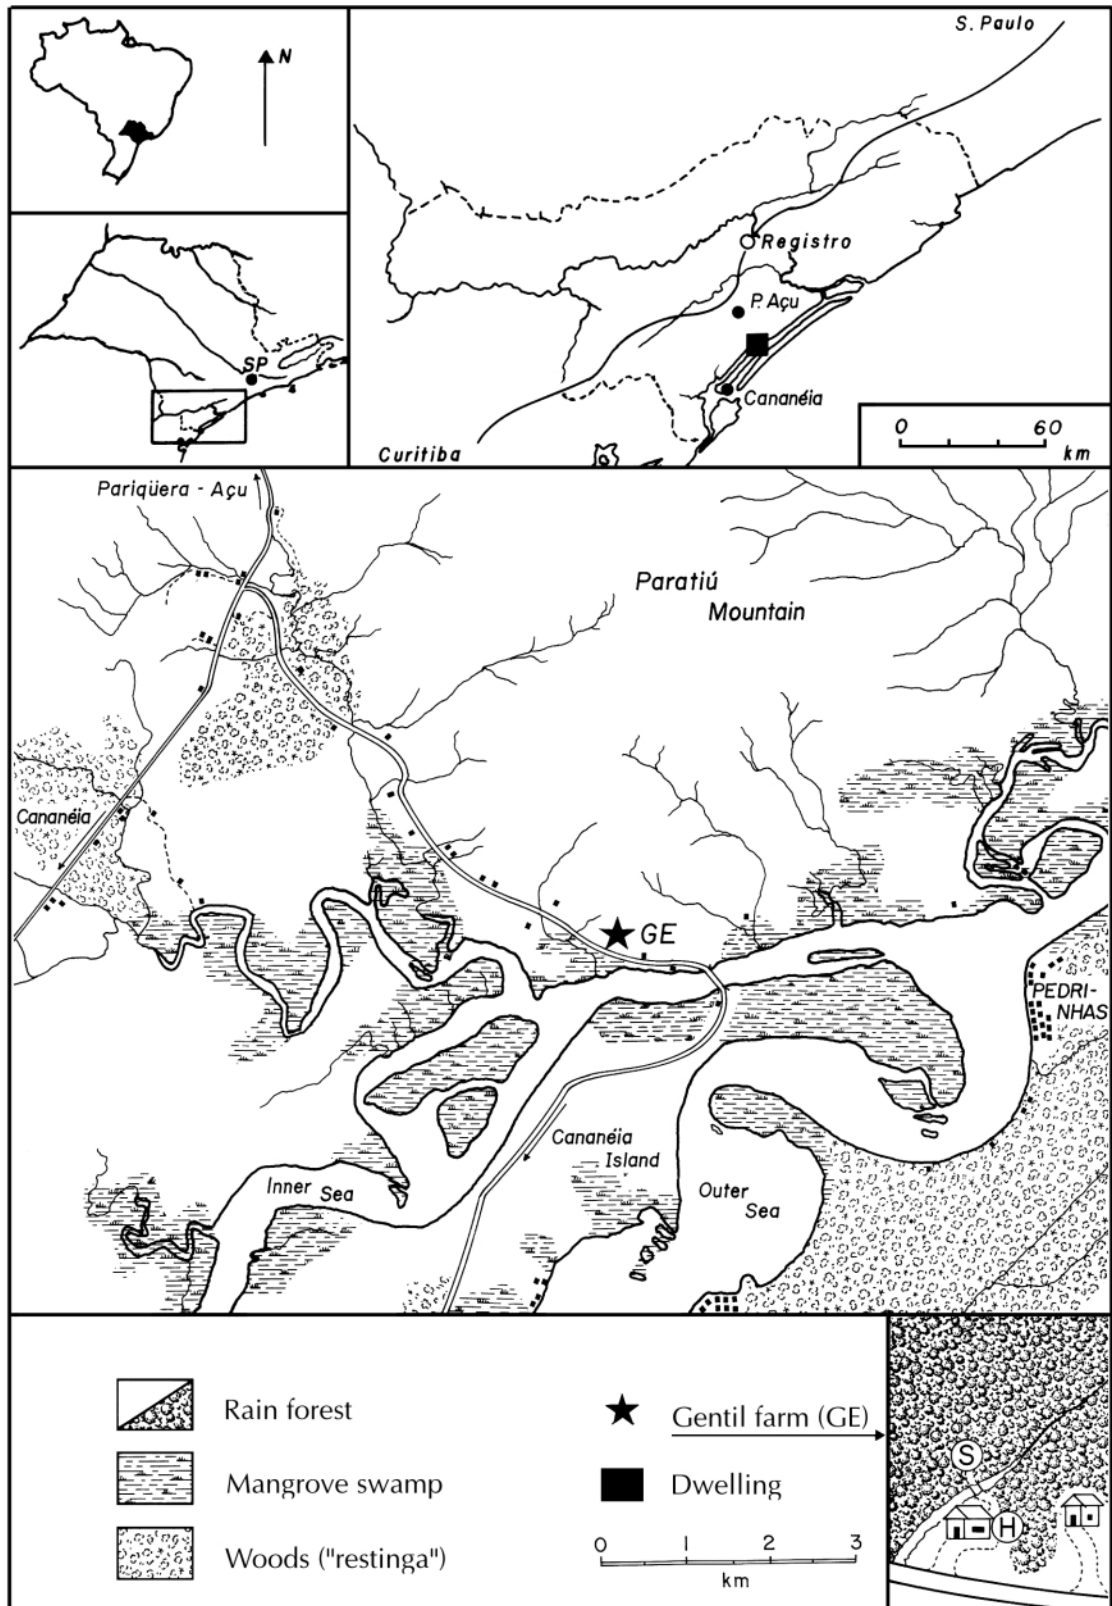 N
SP
S. Paulo
Registro
P. Açu
Cananéia
Curitiba
0 60
km
Pariqüera - Açu
Paratiú
Mountain
Cananéia
GE
PEDRI-
NHAS
Cananéia
Island
Inner Sea
Outer
Sea
Rain forest
Mangrove swamp
Woods ("restinga")
Gentil farm (GE)
Dwelling
0 1 2 3
km
S
H